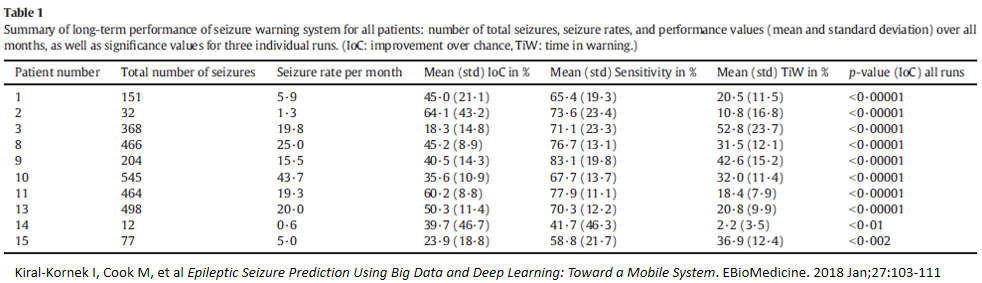 Table 1
Summary of long-term performance of seizure warning system for all patients: number of total seizures, seizure rates, and performance values (mean and standard deviation) over all
months, as well as significance values for three individual runs. (IoC: improvement over chance, TiW: time in warning.)
Patient number Total number of seizures Seizure rate per month Mean (std) IoC in % Mean (std) Sensitivity in % Mean (std) TiW in % p-value (IoC) all runs
1 151 5·9 45·0 (21·1) 65·4 (19·3) 20·5 (11·5) <0·00001
2 32 1·3 64·1 (43·2) 73·6 (23·4) 10·8 (16·8) <0·00001
3 368 19·8 18·3 (14·8) 71·1 (23·3) 52·8 (23·7) <0·00001
8 466 25·0 45·2 (8·9) 76·7 (13·1) 31·5 (12·1) <0·00001
9 204 15·5 40·5 (14·3) 83·1 (19·8) 42·6 (15·2) <0·00001
10 545 43·7 35·6 (10·9) 67·7 (13·7) 32·0 (11·4) <0·00001
11 464 19·3 60·2 (8·8) 77·9 (11·1) 18·4 (7·9) <0·00001
13 498 20·0 50·3 (11·4) 70·3 (12·2) 20·8 (9·9) <0·00001
14 12 0·6 39·7 (46·7) 41·7 (46·3) 2·2 (3·5) <0·01
15 77 5·0 23·9 (18·8) 58·8 (21·7) 36·9 (12·4) <0·002
Kiral-Kornek I, Cook M, et al Epileptic Seizure Prediction Using Big Data and Deep Learning: Toward a Mobile System. EBioMedicine. 2018 Jan;27:103-111